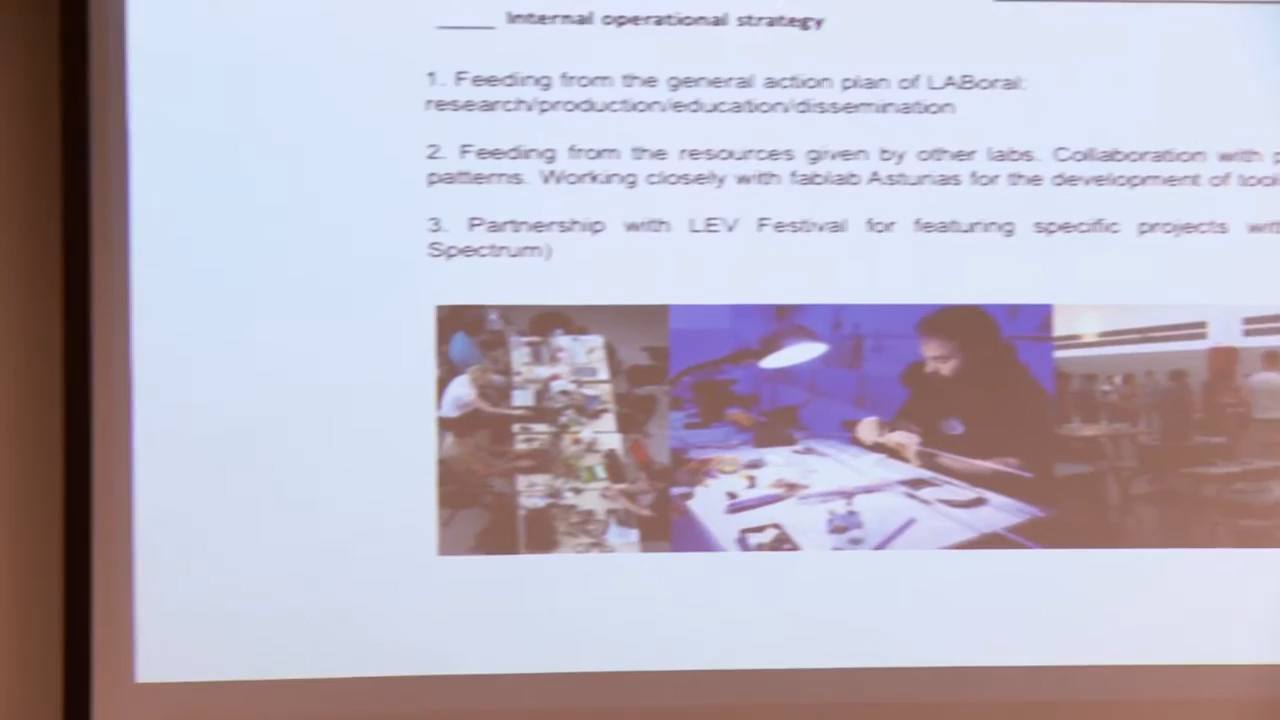 Internal operational strategy
1. Feeding from the general action plan of LABoral:
research/production/education/dissemination
2. Feeding from the resources given by other labs. Collaboration with
patterns. Working closely with fablab Asturias for the development of
3. Partnership with LEV Festival for featuring specific projects
Spectrum)